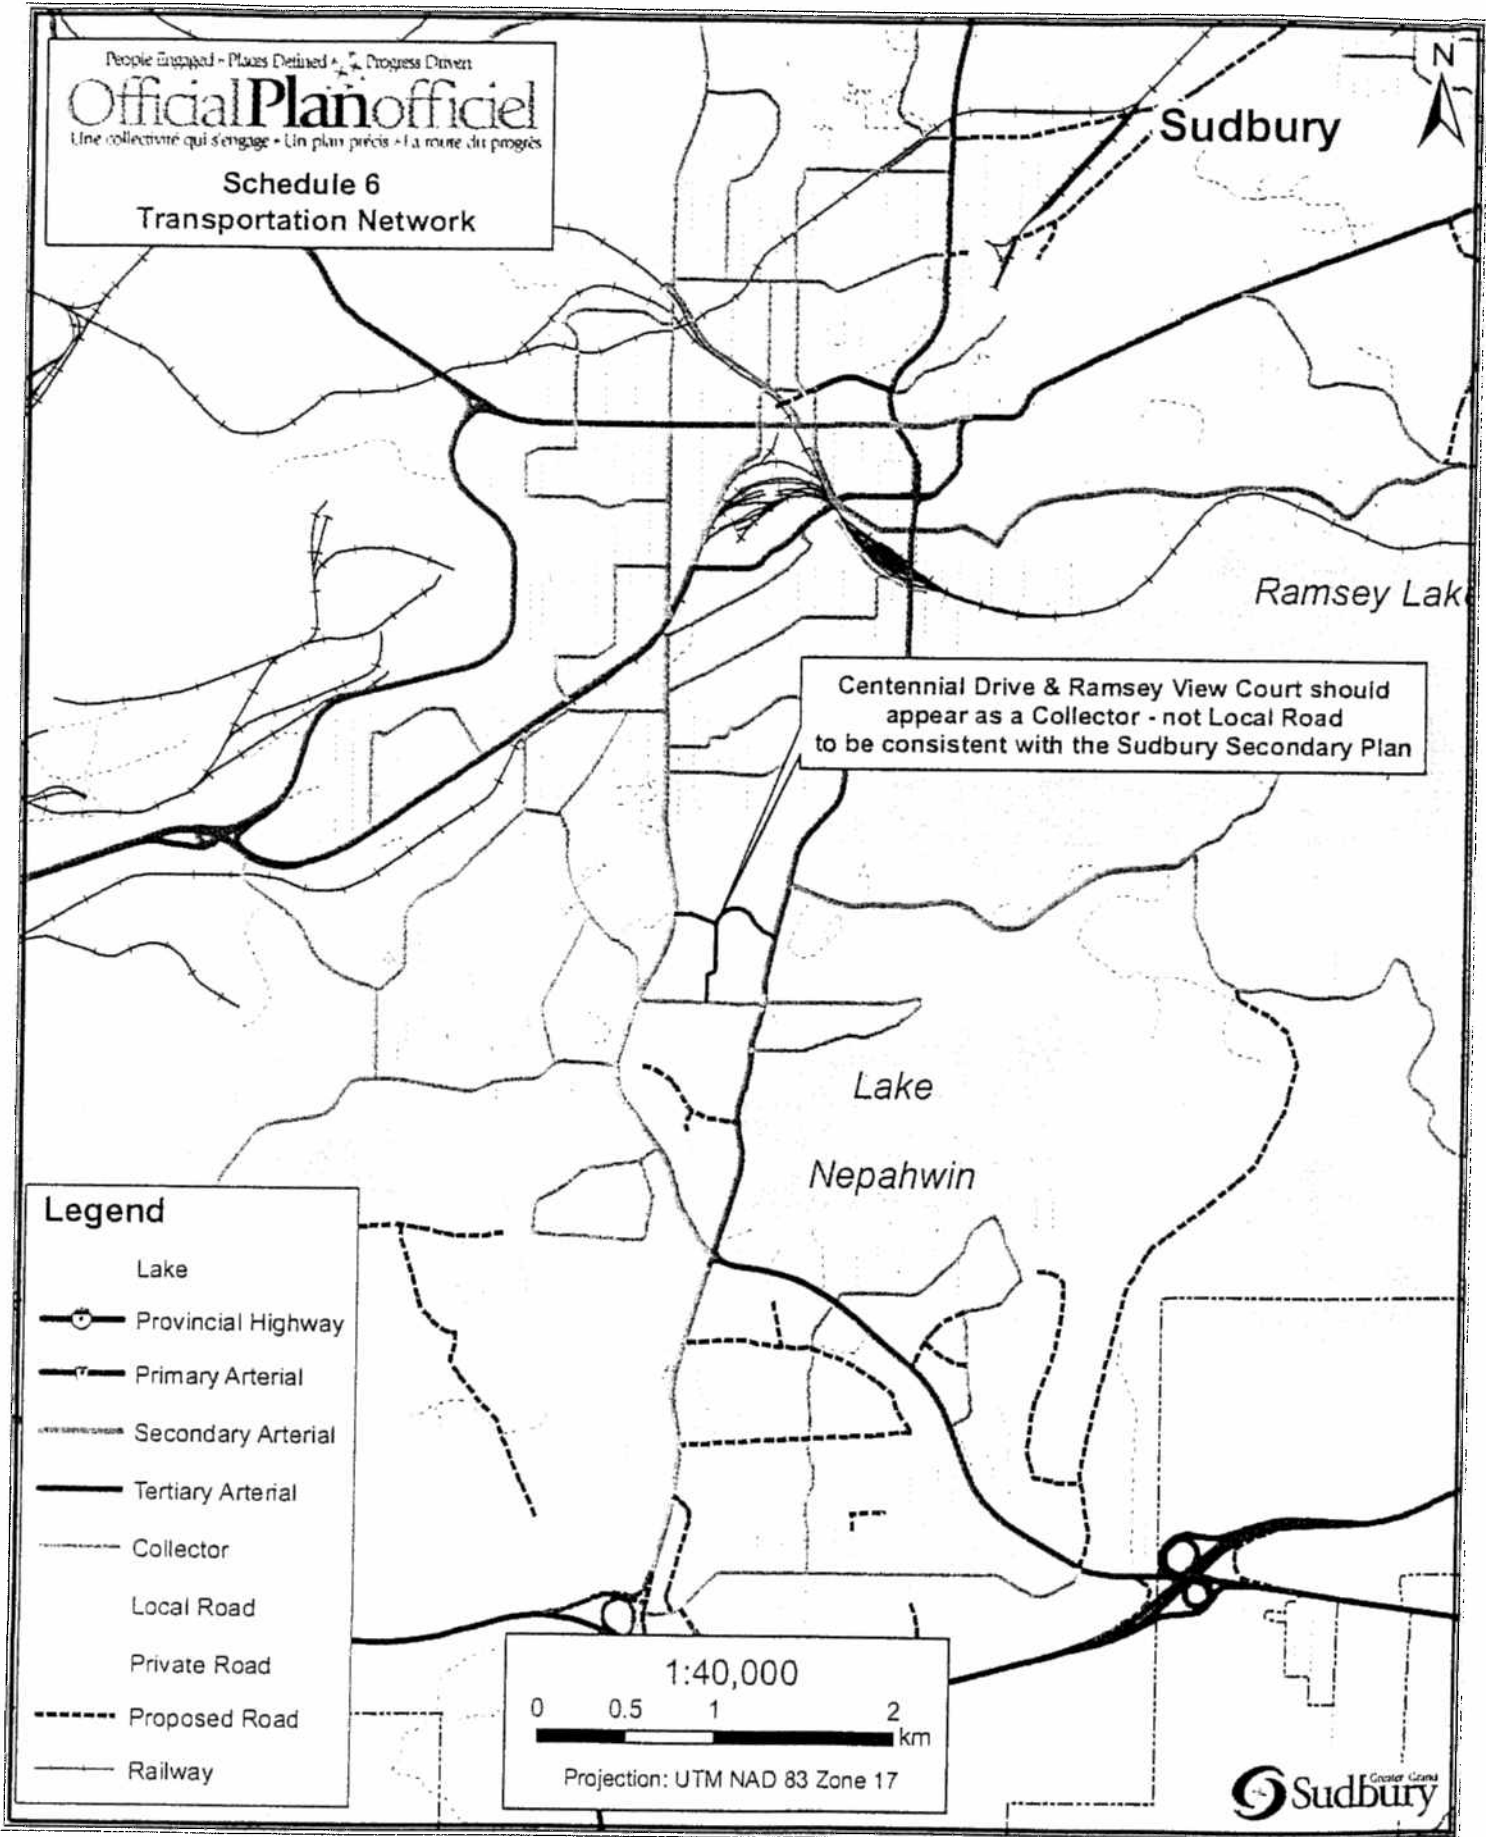 People Engaged - Places Defined Progress Driven
OfficialPlanofficiel
Une collectivité qui s'engage - Un plan précis - La route du progrès
Schedule 6
Transportation Network
N
Sudbury
Ramsey Lake
Centennial Drive & Ramsey View Court should
appear as a Collector - not Local Road
to be consistent with the Sudbury Secondary Plan
Lake
Nepahwin
Legend
Lake
Provincial Highway
Primary Arterial
Secondary Arterial
Tertiary Arterial
Collector
Local Road
Private Road
Proposed Road
Railway
1:40,000
0 0.5 1 2
km
Projection: UTM NAD 83 Zone 17
Greater Grand
Sudbury